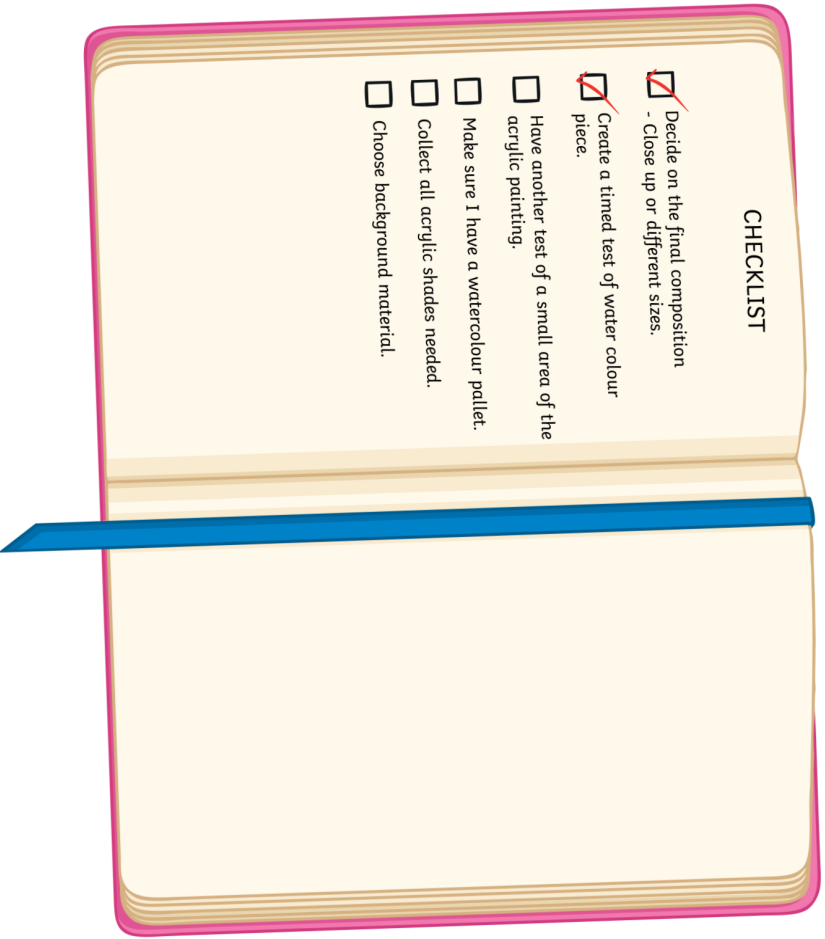 CHECKLIST
Decide on the final composition
- Close up or different sizes.
Create a timed test of water colour
piece.
Have another test of a small area of the
acrylic painting.
Make sure I have a watercolour pallet.
Collect all acrylic shades needed.
Choose background material.